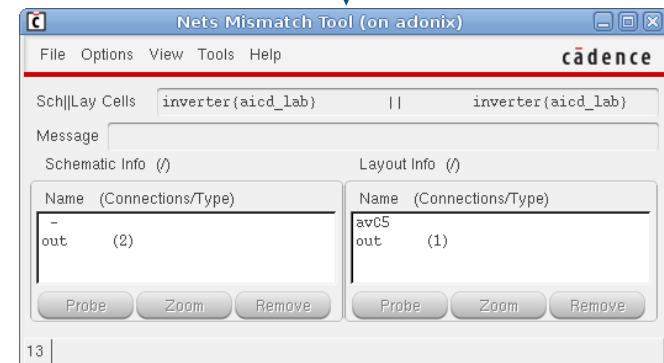 Nets Mismatch Tool (on adonix)
File Options View Tools Help cādence
Sch||Lay Cells inverter{aicd_lab} || inverter{aicd_lab}
Message
Schematic Info (/) Layout Info (/)
Name (Connections/Type) Name (Connections/Type)
- avC5
out (2) out (1)
Probe Zoom Remove Probe Zoom Remove
13